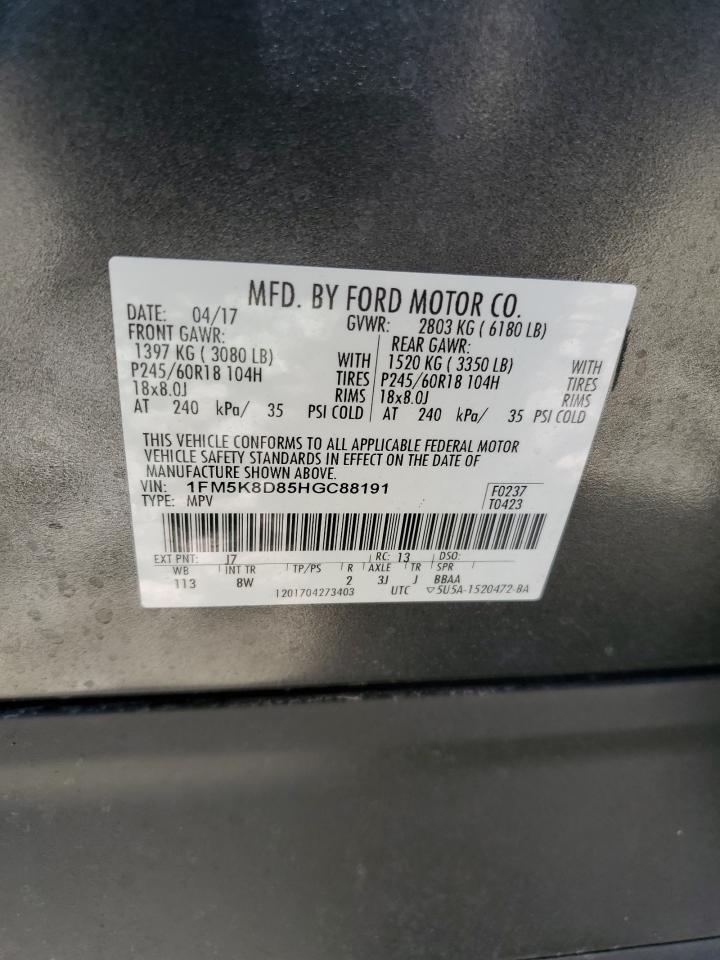 MFD. BY FORD MOTOR CO.
DATE: 04/17 GVWR: 2803 KG ( 6180 LB)
FRONT GAWR: REAR GAWR:
1397 KG ( 3080 LB) WITH 1520 KG ( 3350 LB) WITH
P245/60R18 104H TIRES P245/60R18 104H TIRES
18x8.0J RIMS 18x8.0J RIMS
AT 240 kPa/ 35 PSI COLD AT 240 kPa/ 35 PSI COLD
THIS VEHICLE CONFORMS TO ALL APPLICABLE FEDERAL MOTOR
VEHICLE SAFETY STANDARDS IN EFFECT ON THE DATE OF
MANUFACTURE SHOWN ABOVE.
VIN: 1FM5K8D85HGC88191 F0237
TYPE: MPV T0423
EXT PNT: J7 RC: 13 DSO:
WB INT TR TP/PS R AXLE TR SPR
113 8W 2 3J J BBAA
1201704273403 UTC ▽5U5A-1520472-BA